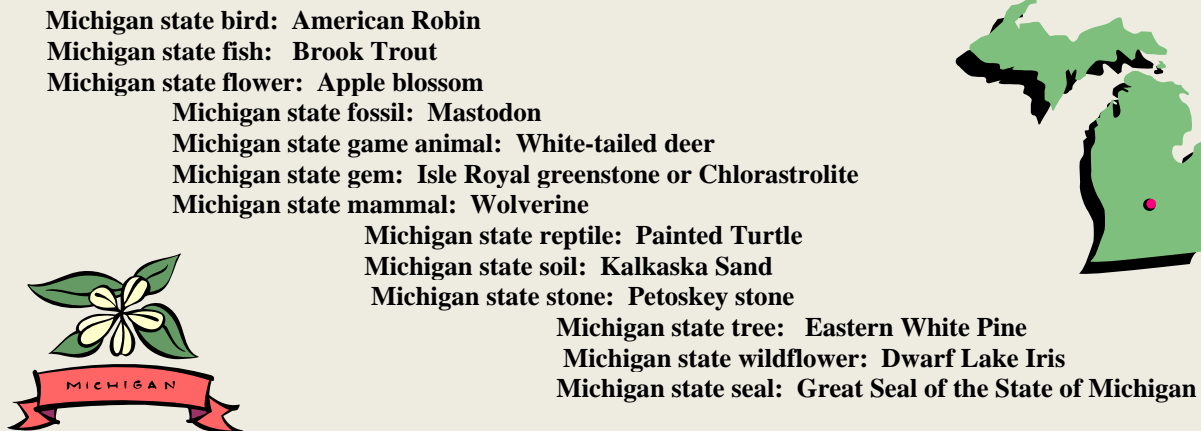 Michigan state bird: American Robin
Michigan state fish: Brook Trout
Michigan state flower: Apple blossom
Michigan state fossil: Mastodon
Michigan state game animal: White-tailed deer
Michigan state gem: Isle Royal greenstone or Chlorastrolite
Michigan state mammal: Wolverine
Michigan state reptile: Painted Turtle
Michigan state soil: Kalkaska Sand
Michigan state stone: Petoskey stone
Michigan state tree: Eastern White Pine
Michigan state wildflower: Dwarf Lake Iris
Michigan state seal: Great Seal of the State of Michigan
MICHIGAN